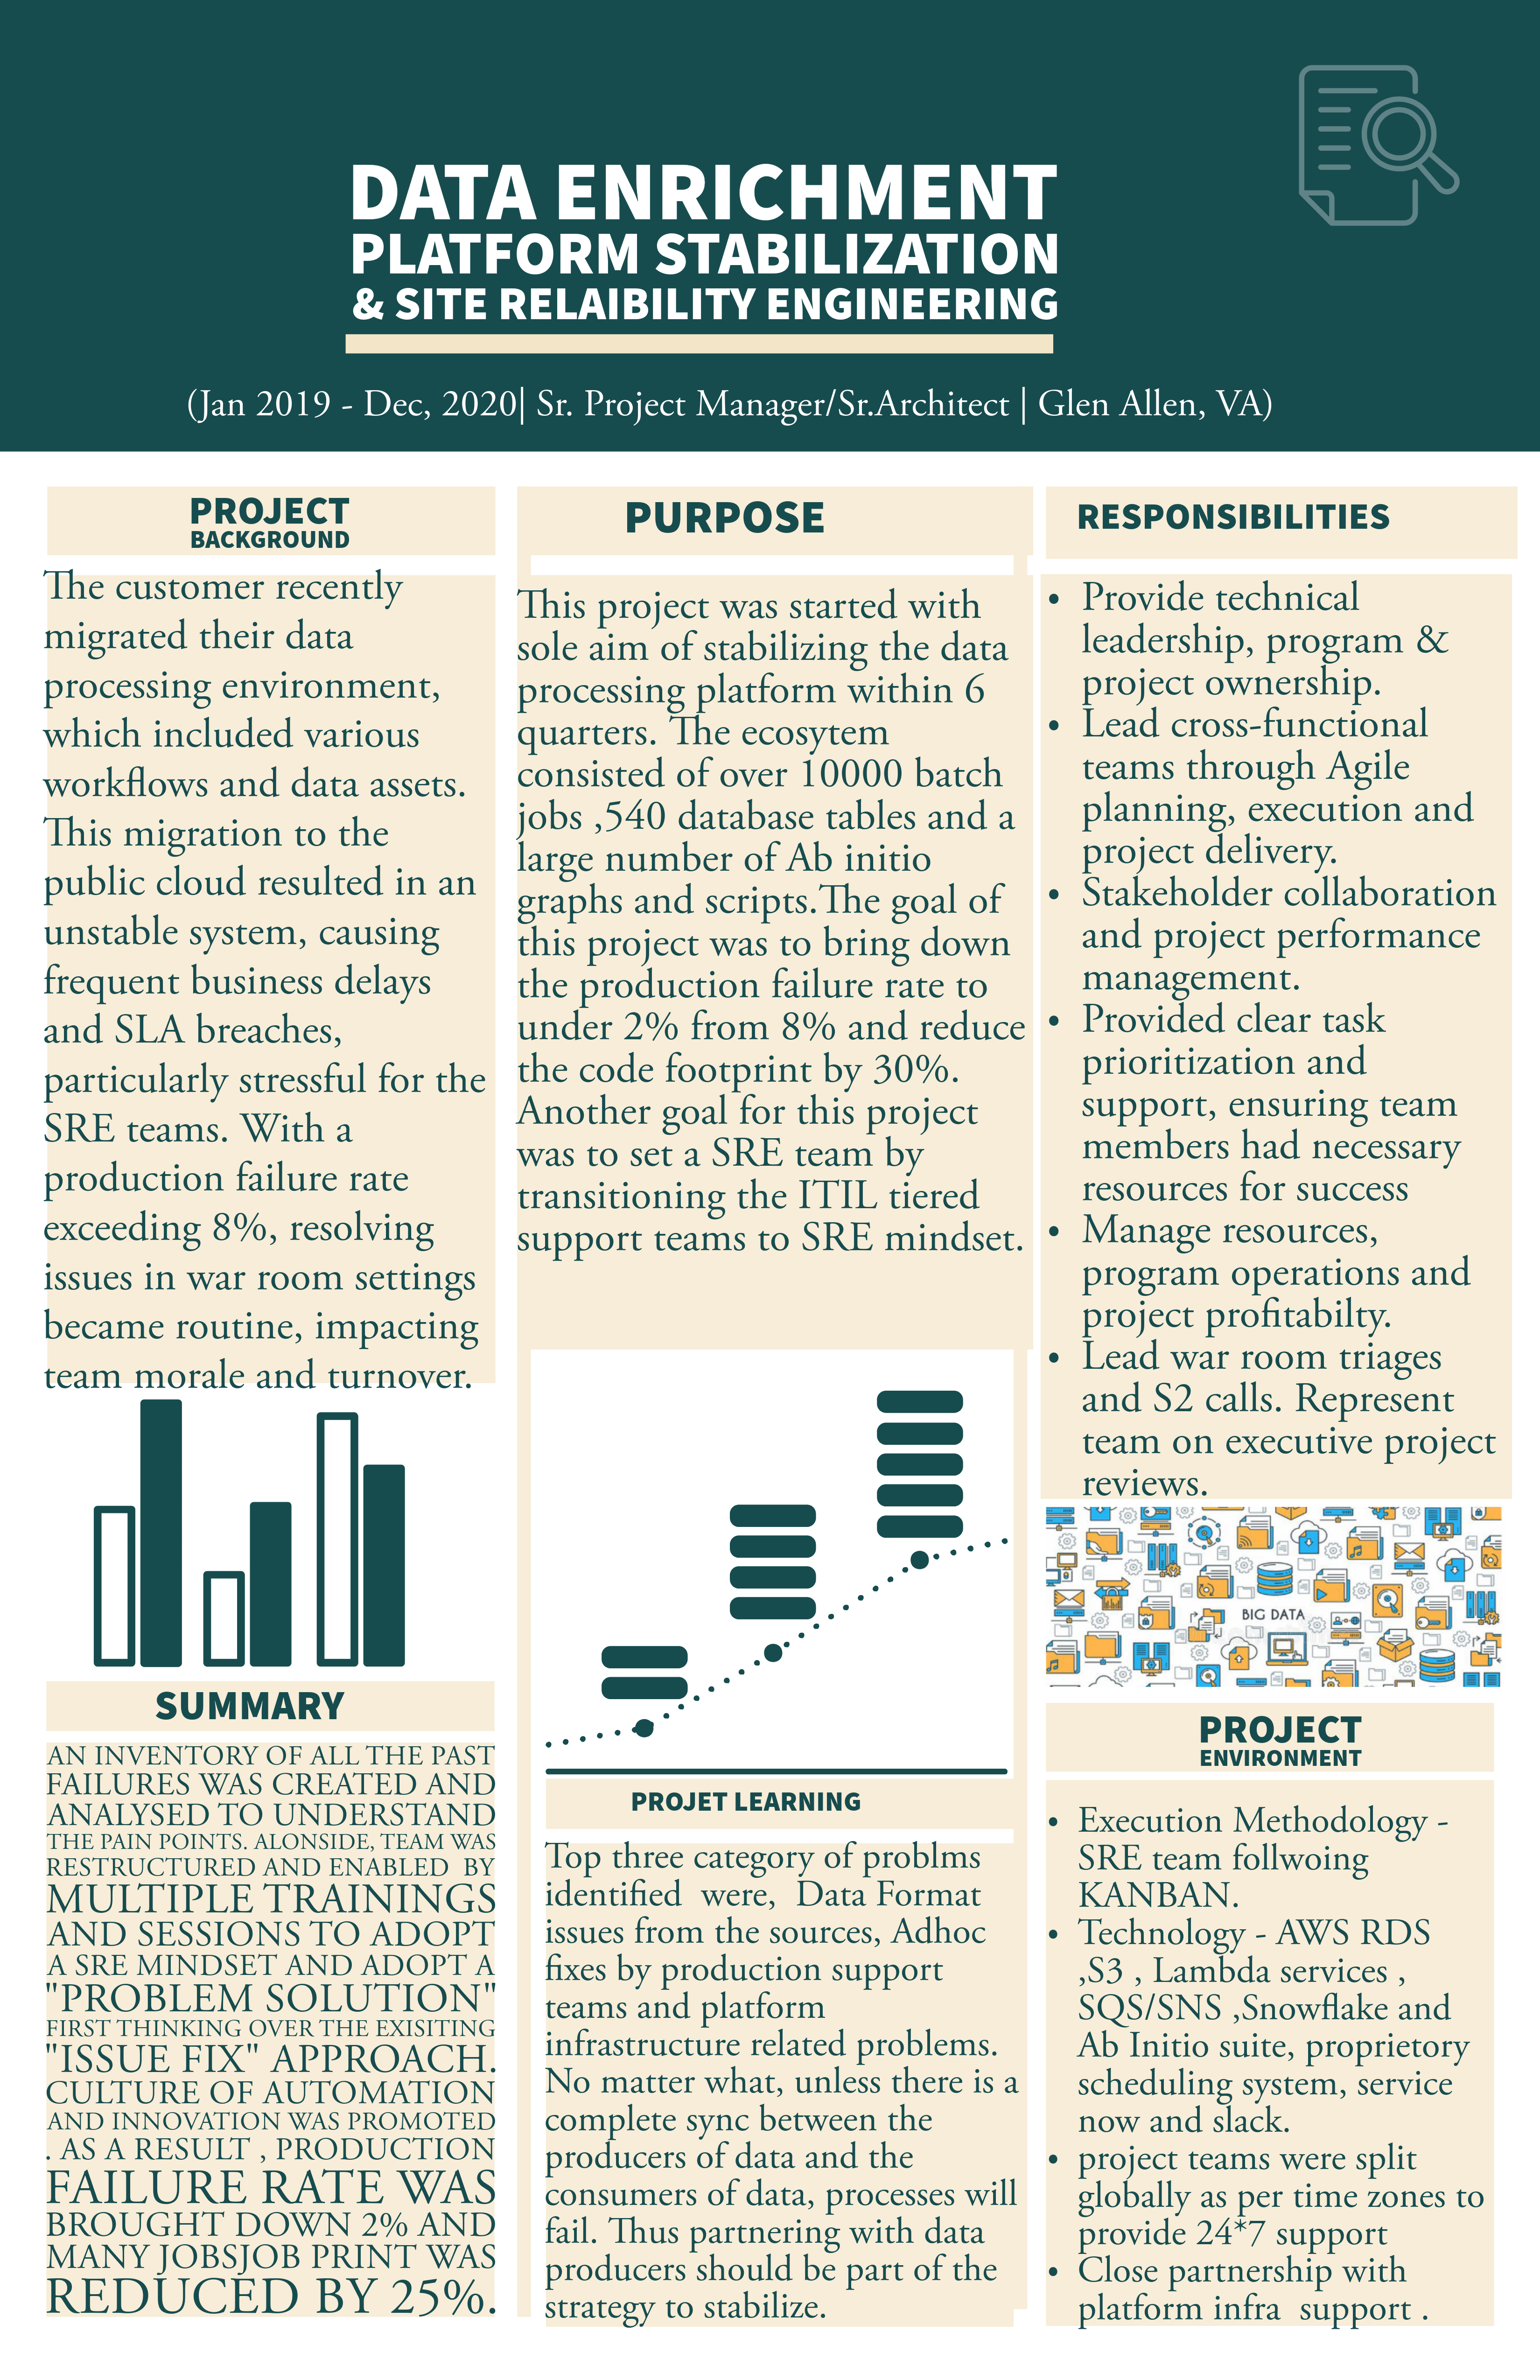 DATA ENRICHMENT
PLATFORM STABILIZATION
& SITE RELAIBILITY ENGINEERING
(Jan 2019 - Dec, 2020| Sr. Project Manager/Sr.Architect | Glen Allen, VA)
PROJECT
BACKGROUND
The customer recently
migrated their data
processing environment,
which included various
workflows and data assets.
This migration to the
public cloud resulted in an
unstable system, causing
frequent business delays
and SLA breaches,
particularly stressful for the
SRE teams. With a
production failure rate
exceeding 8%, resolving
issues in war room settings
became routine, impacting
team morale and turnover.
SUMMARY
AN INVENTORY OF ALL THE PAST
FAILURES WAS CREATED AND
ANALYSED TO UNDERSTAND
THE PAIN POINTS. ALONSIDE, TEAM WAS
RESTRUCTURED AND ENABLED BY
MULTIPLE TRAININGS
AND SESSIONS TO ADOPT
A SRE MINDSET AND ADOPT A
"PROBLEM SOLUTION"
FIRST THINKING OVER THE EXISITING
"ISSUE FIX" APPROACH.
CULTURE OF AUTOMATION
AND INNOVATION WAS PROMOTED
. AS A RESULT , PRODUCTION
FAILURE RATE WAS
BROUGHT DOWN 2% AND
MANY JOBSJOB PRINT WAS
REDUCED BY 25%.
PURPOSE
This project was started with
sole aim of stabilizing the data
processing platform within 6
quarters. The ecosytem
consisted of over 10000 batch
jobs ,540 database tables and a
large number of Ab initio
graphs and scripts.The goal of
this project was to bring down
the production failure rate to
under 2% from 8% and reduce
the code footprint by 30%.
Another goal for this project
was to set a SRE team by
transitioning the ITIL tiered
support teams to SRE mindset.
PROJET LEARNING
Top three category of problms
identified were, Data Format
issues from the sources, Adhoc
fixes by production support
teams and platform
infrastructure related problems.
No matter what, unless there is a
complete sync between the
producers of data and the
consumers of data, processes will
fail. Thus partnering with data
producers should be part of the
strategy to stabilize.
RESPONSIBILITIES
• Provide technical
leadership, program &
project ownership.
• Lead cross-functional
teams through Agile
planning, execution and
project delivery.
• Stakeholder collaboration
and project performance
management.
• Provided clear task
prioritization and
support, ensuring team
members had necessary
resources for success
• Manage resources,
program operations and
project profitabilty.
• Lead war room triages
and S2 calls. Represent
team on executive project
reviews.
BIG DATA
PROJECT
ENVIRONMENT
• Execution Methodology -
SRE team follwoing
KANBAN.
• Technology - AWS RDS
,S3 , Lambda services ,
SQS/SNS ,Snowflake and
Ab Initio suite, proprietory
scheduling system, service
now and slack.
• project teams were split
globally as per time zones to
provide 24*7 support
• Close partnership with
platform infra support .